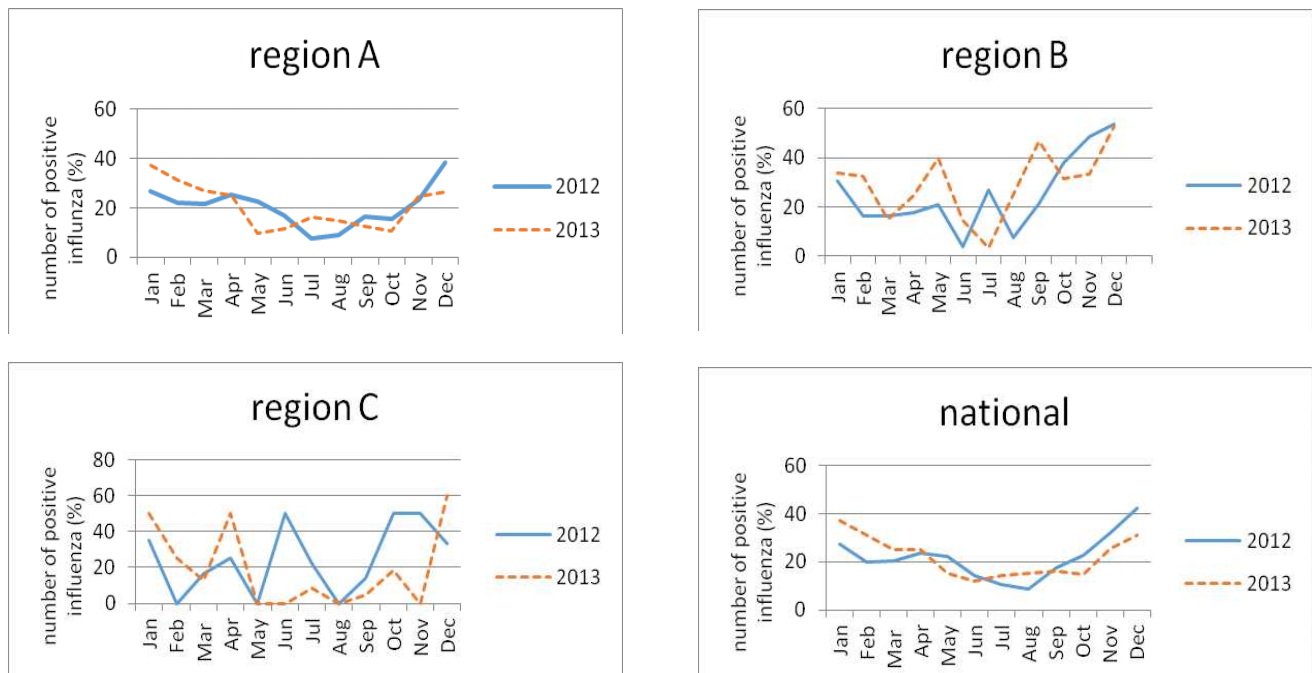 region A
number of positive
influnza (%)
60
40
20
0
Jan
Feb
Mar
Apr
May
Jun
Jul
Aug
Sep
Oct
Nov
Dec
2012
2013
region B
number of positive
influenza (%)
60
40
20
0
Jan
Feb
Mar
Apr
May
Jun
Jul
Aug
Sep
Oct
Nov
Dec
2012
2013
region C
number of positive
influenza (%)
80
60
40
20
0
Jan
Feb
Mar
Apr
May
Jun
Jul
Aug
Sep
Oct
Nov
Dec
2012
2013
national
number of positive
influenza (%)
60
40
20
0
Jan
Feb
Mar
Apr
May
Jun
Jul
Aug
Sep
Oct
Nov
Dec
2012
2013